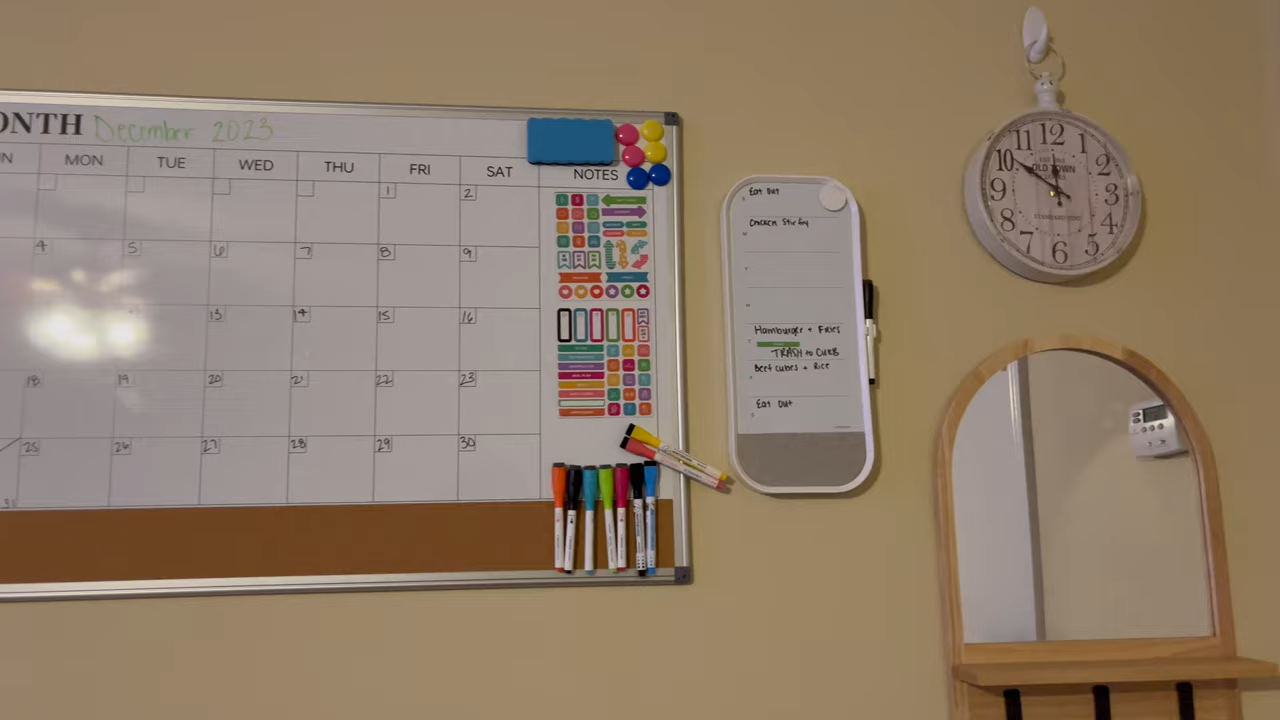 ONTH December 2023
N MON TUE WED THU FRI SAT NOTES
1 2
4 5 6 7 8 9
13 14 15 16
18 19 20 21 22 23
25 26 27 28 29 30
31
Eat Out
Chicken Stir fry
Hamburger + Fries
TRASH to CURB
Beef Cubes + Rice
Eat Out
12 1 2 3 4 5 6 7 8 9 10 11
OLD TOWN
STANDARD TIME